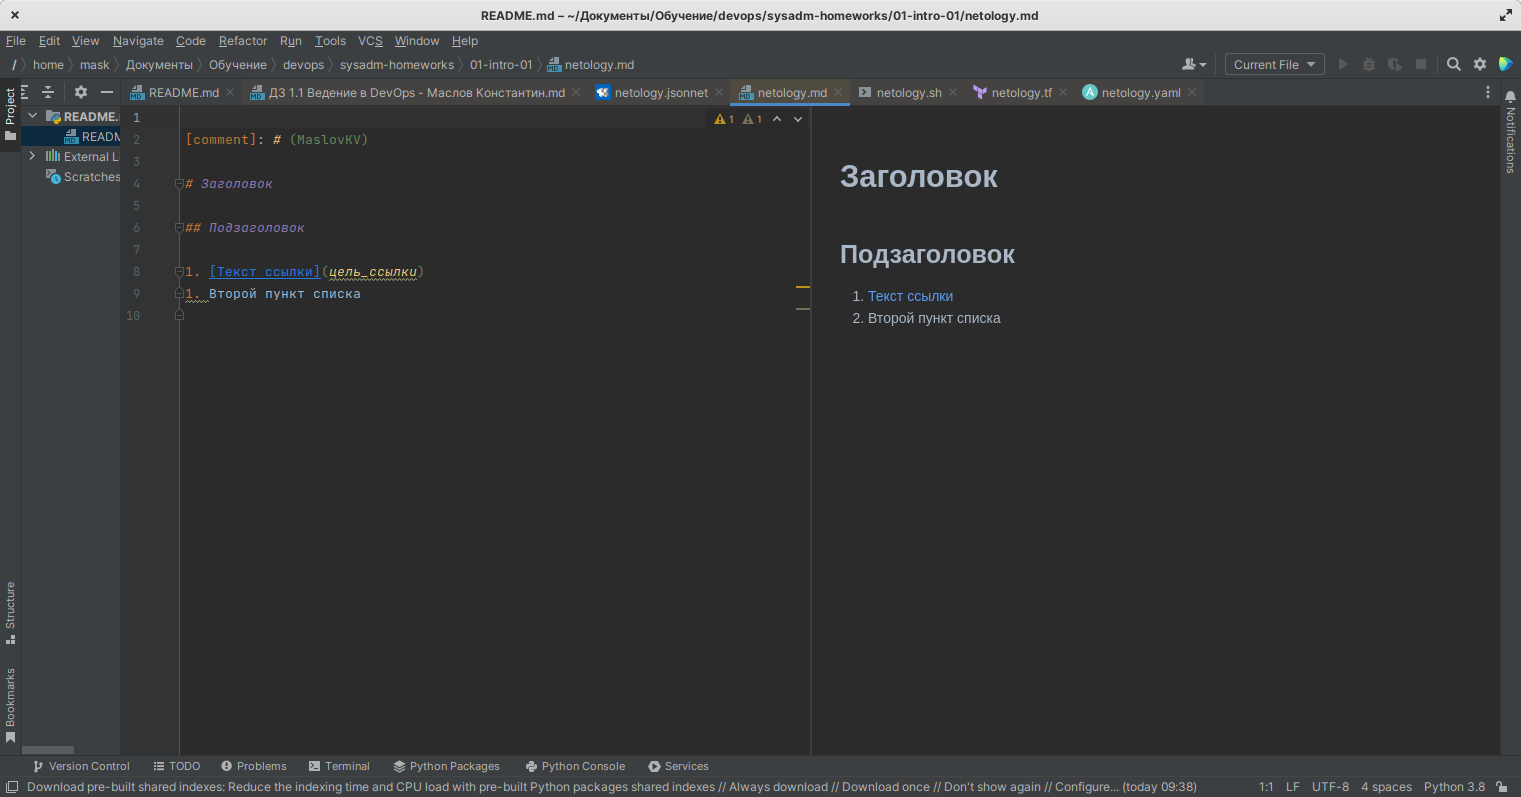 README.md – ~/Документы/Обучение/devops/sysadm-homeworks/01-intro-01/netology.md
File Edit View Navigate Code Refactor Run Tools VCS Window Help
/ home mask Документы Обучение devops sysadm-homeworks 01-intro-01 netology.md Current File
README.md ДЗ 1.1 Ведение в DevOps - Маслов Константин.md netology.jsonnet netology.md netology.sh netology.tf netology.yaml
Project
README.
READM
External Li
Scratches
Structure
Bookmarks
1
2 [comment]: # (MaslovKV)
3
4 # Заголовок
5
6 ## Подзаголовок
7
8 1. [Текст ссылки](цель_ссылки)
9 1. Второй пункт списка
10
1 1
Заголовок
Подзаголовок
1. Текст ссылки
2. Второй пункт списка
Notifications
Version Control TODO Problems Terminal Python Packages Python Console Services
Download pre-built shared indexes: Reduce the indexing time and CPU load with pre-built Python packages shared indexes // Always download // Download once // Don't show again // Configure... (today 09:38) 1:1 LF UTF-8 4 spaces Python 3.8